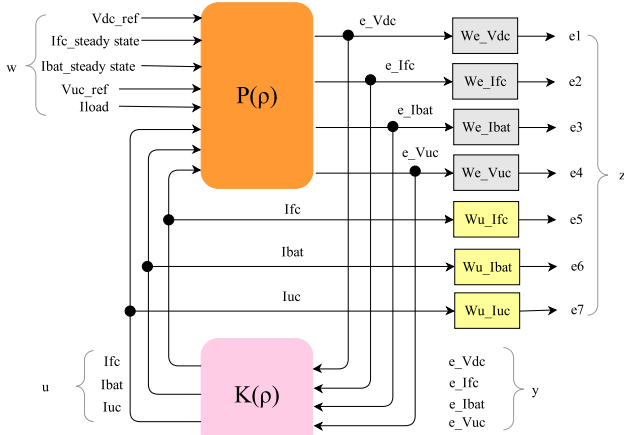 Vdc_ref
e_Vdc
We_Vdc
e1
Ifc_steady state
w
Ibat_steady state
e_Ifc
We_Ifc
e2
Vuc_ref
P(ρ)
Iload
e_Ibat
We_Ibat
e3
e_Vuc
We_Vuc
e4
z
Ifc
Wu_Ifc
e5
Ibat
Wu_Ibat
e6
Iuc
Wu_Iuc
e7
u
Ifc
Ibat
Iuc
K(ρ)
e_Vdc
e_Ifc
e_Ibat
e_Vuc
y